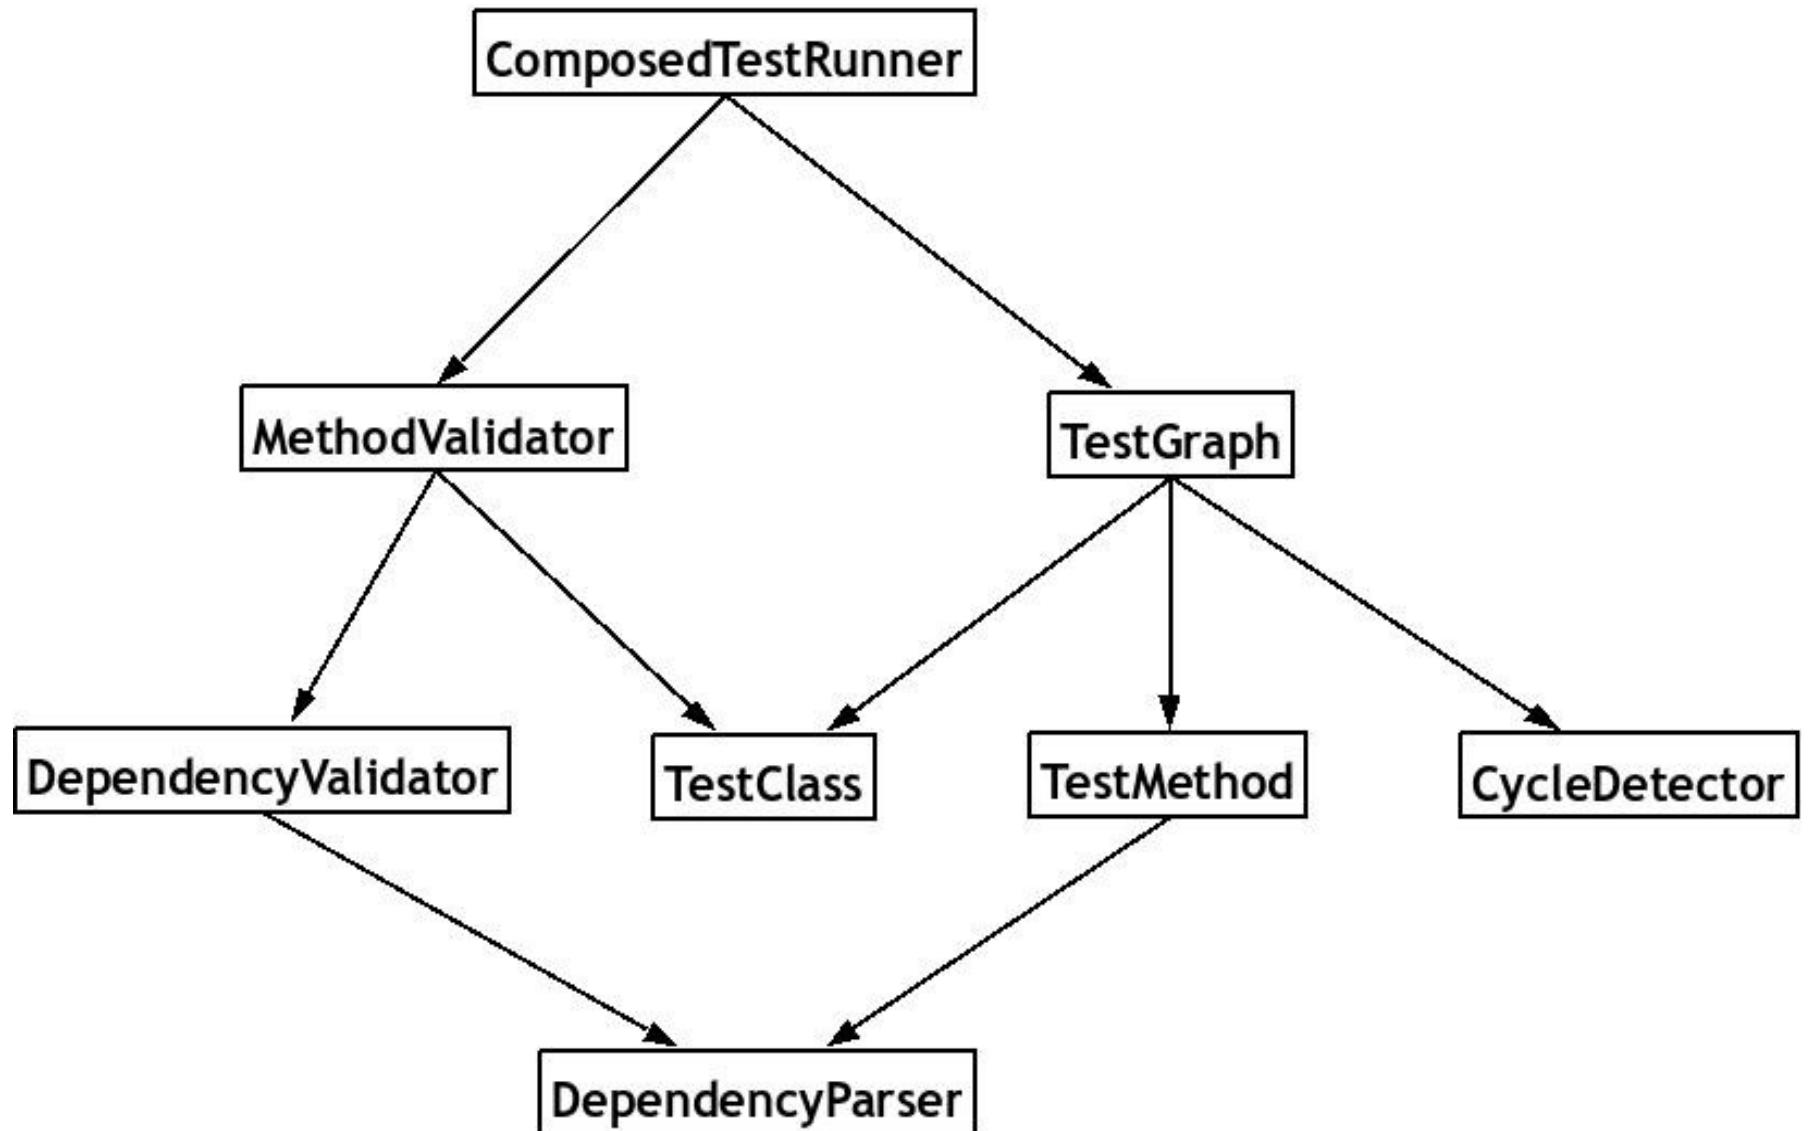 ComposedTestRunner
MethodValidator
TestGraph
DependencyValidator
TestClass
TestMethod
CycleDetector
DependencyParser